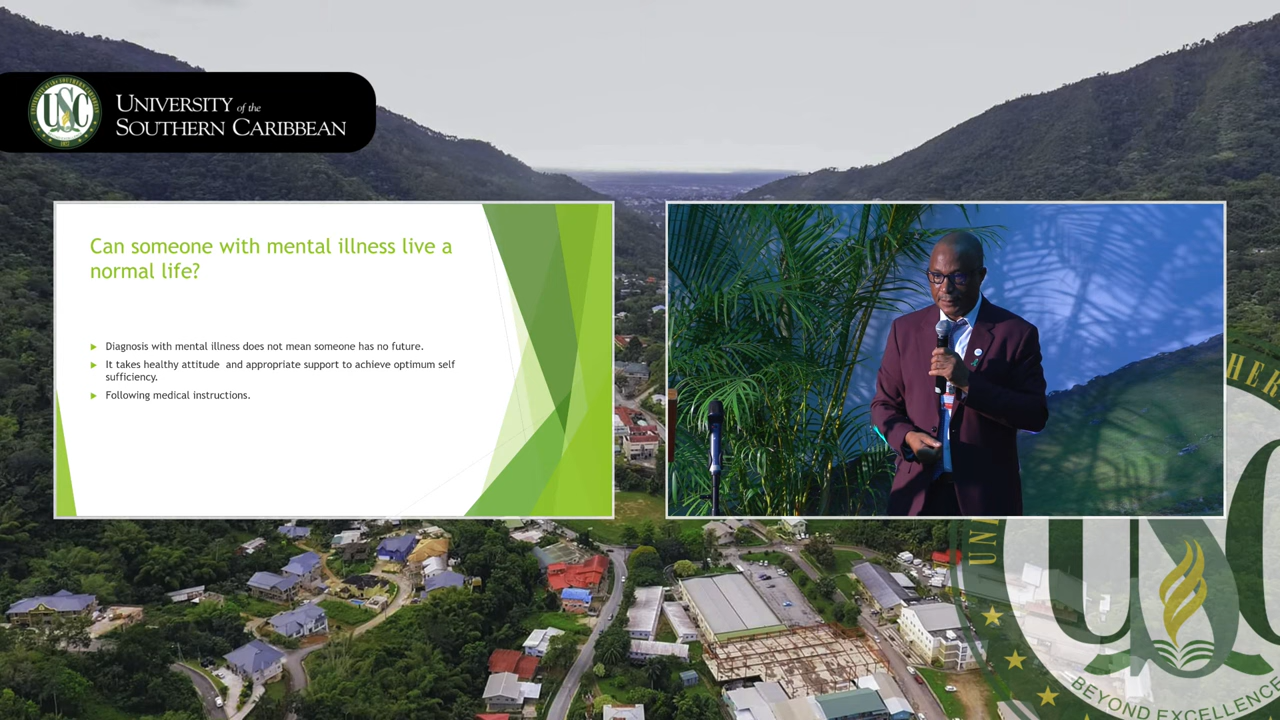 UNIVERSITY of the
SOUTHERN CARIBBEAN
USC
Can someone with mental illness live a
normal life?
Diagnosis with mental illness does not mean someone has no future.
It takes healthy attitude and appropriate support to achieve optimum self
sufficiency.
Following medical instructions.
USC
BEYOND EXCELLENCE